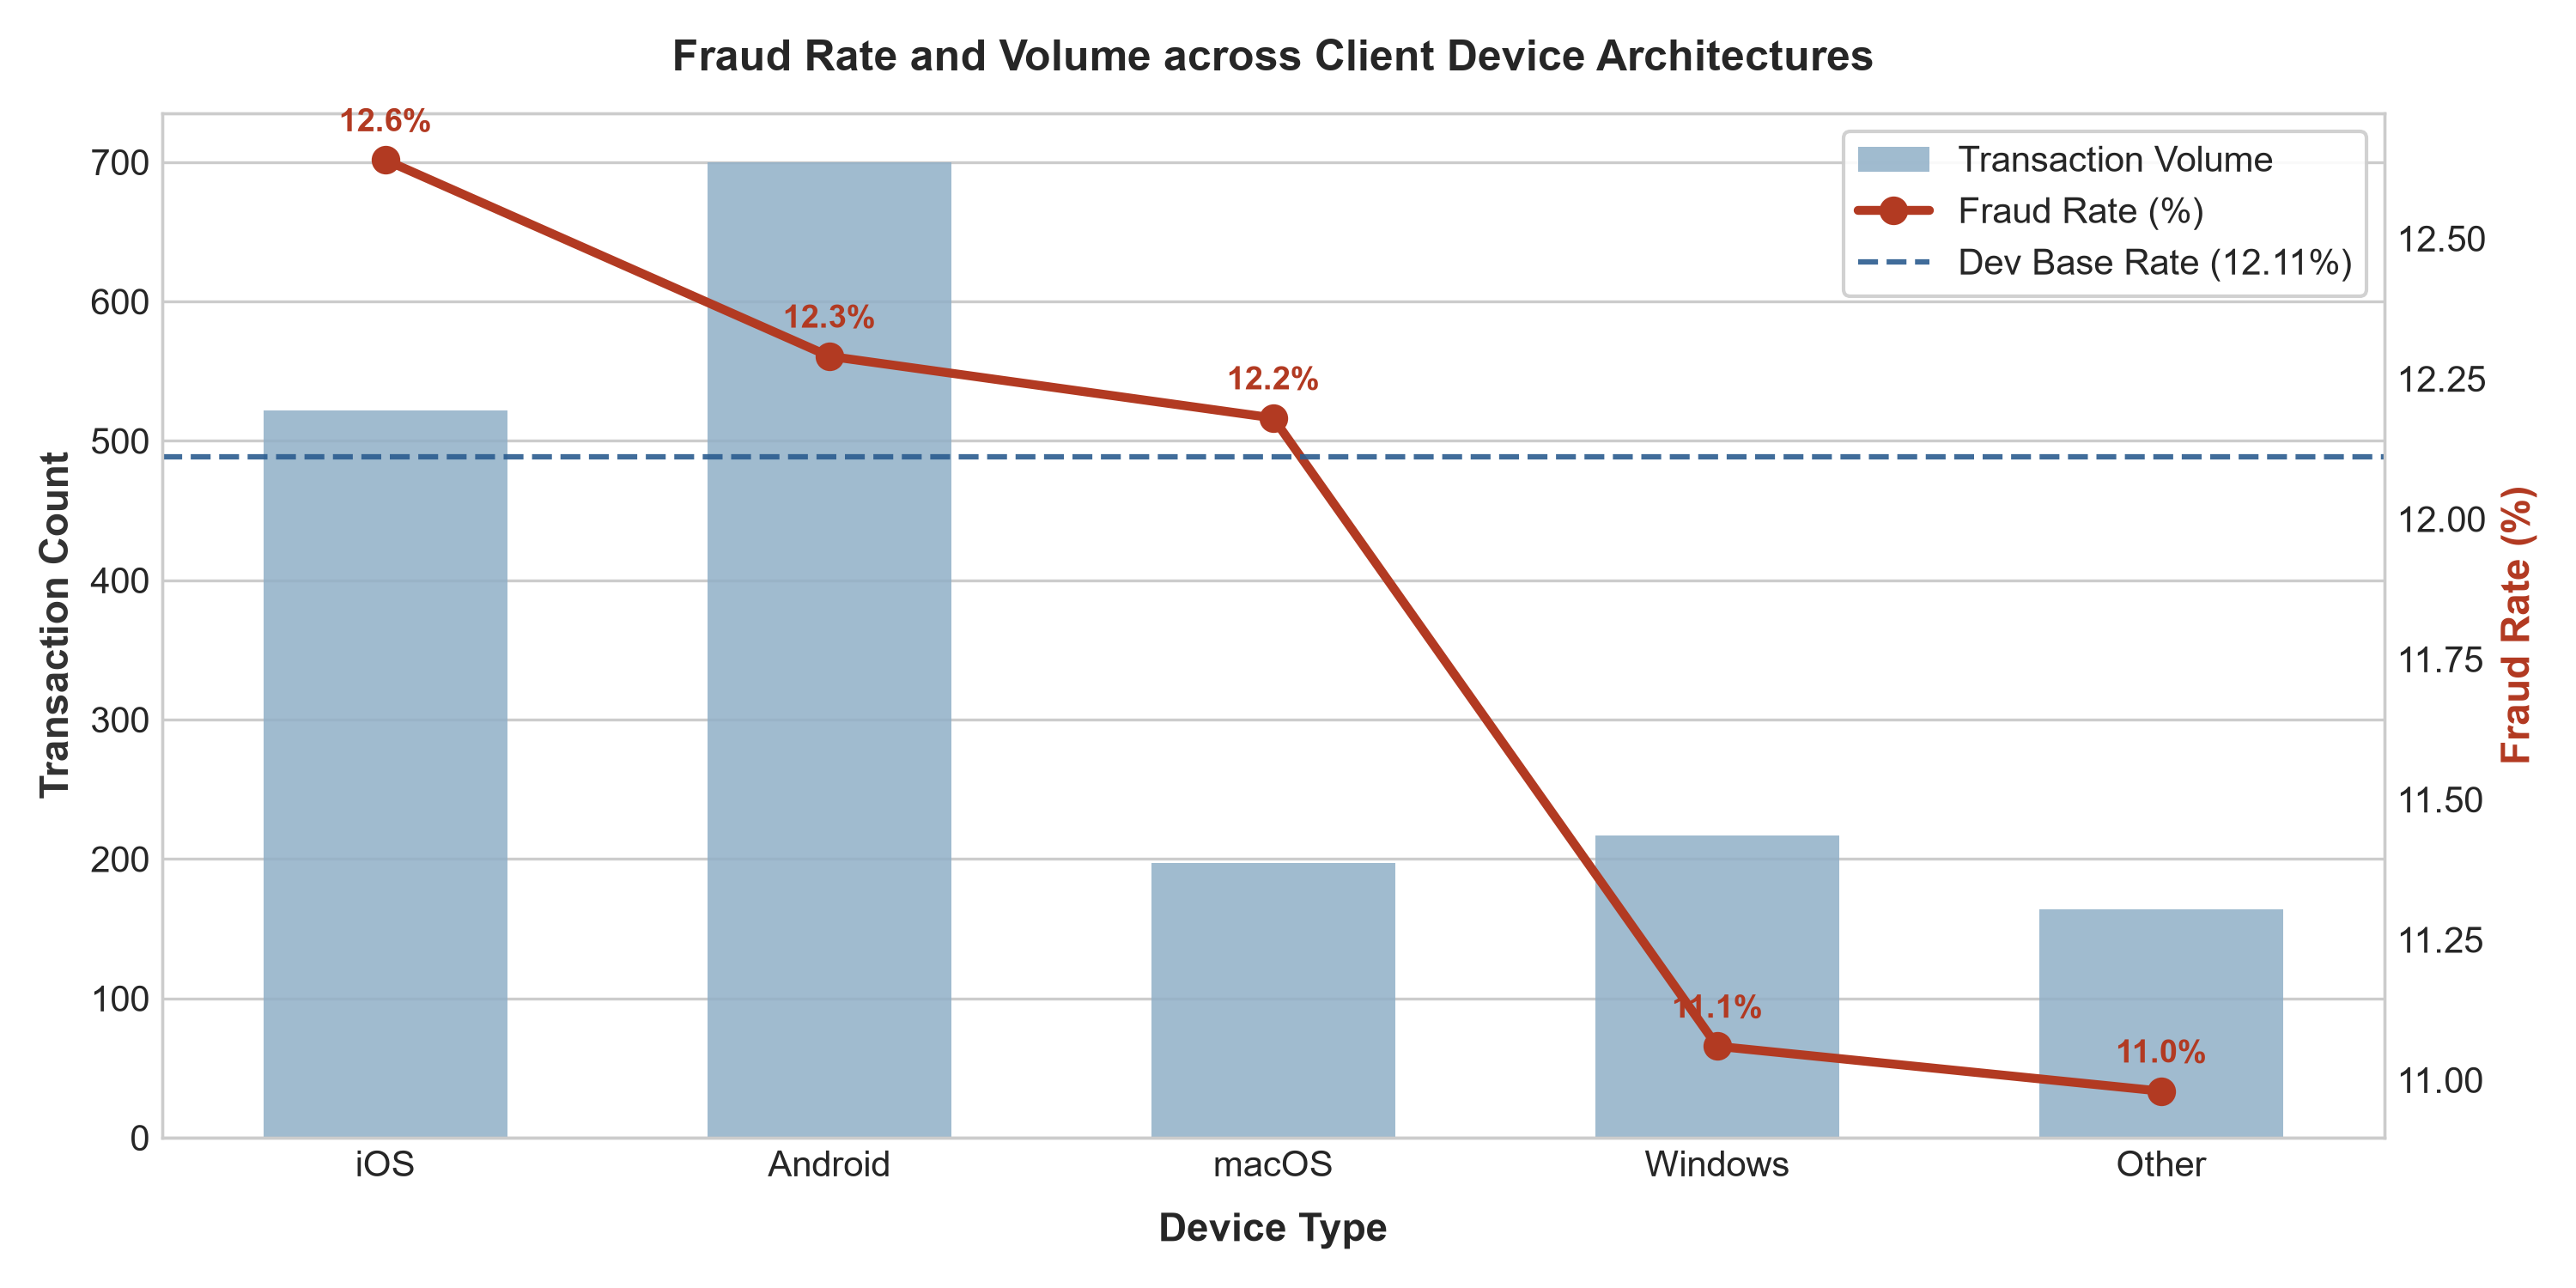 Fraud Rate and Volume across Client Device Architectures
Transaction Volume
Fraud Rate (%)
Dev Base Rate (12.11%)
Transaction Count
700
600
500
400
300
200
100
0
12.6%
12.3%
12.2%
11.1%
11.0%
12.50
12.25
12.00
11.75
11.50
11.25
11.00
Fraud Rate (%)
iOS
Android
macOS
Windows
Other
Device Type